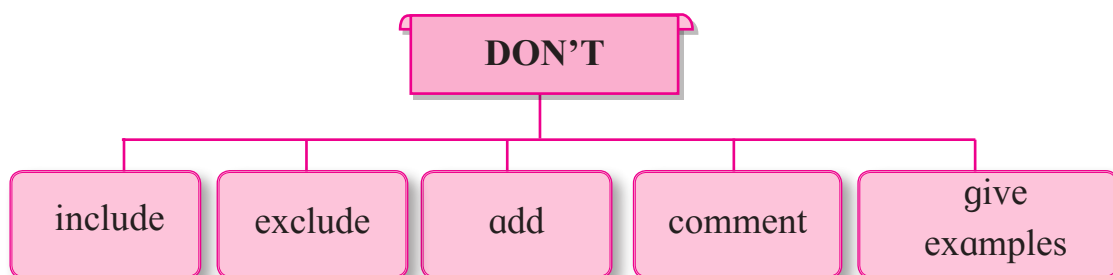 DON’T
include
exclude
add
comment
give
examples